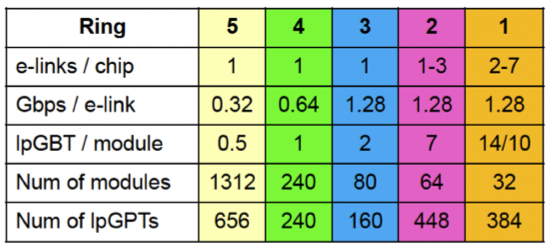 Ring 5 4 3 2 1
e-links / chip 1 1 1 1-3 2-7
Gbps / e-link 0.32 0.64 1.28 1.28 1.28
lpGBT / module 0.5 1 2 7 14/10
Num of modules 1312 240 80 64 32
Num of lpGPTs 656 240 160 448 384